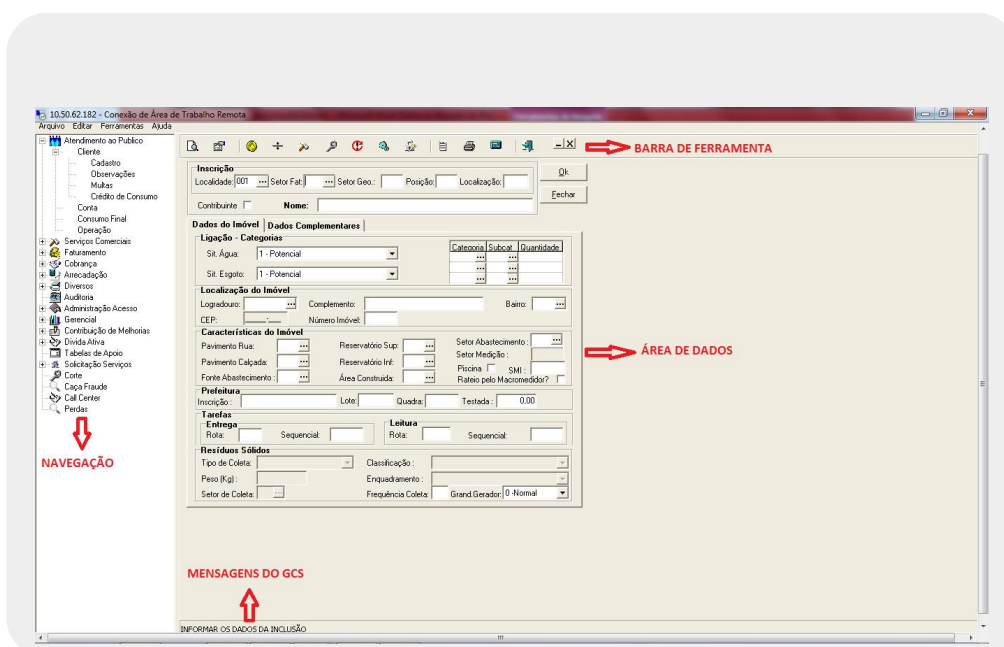 10.50.62.182 - Conexão de Área de Trabalho Remota
Arquivo Editar Ferramentas Ajuda
Atendimento ao Publico
Cliente
Cadastro
Observações
Multas
Crédito de Consumo
Conta
Consumo Final
Operação
Serviços Comerciais
Faturamento
Cobrança
Arrecadação
Diversos
Auditoria
Administração Acesso
Gerencial
Contribuição de Melhorias
Divida Ativa
Tabelas de Apoio
Solicitação Serviços
Corte
Caça Fraude
Call Center
Perdas
NAVEGAÇÃO
BARRA DE FERRAMENTA
Inscrição
Localidade: 001 ... Setor Fat: ... Setor Geo.: Posição: Localização:
Contribuinte Nome:
Ok
Fechar
Dados do Imóvel Dados Complementares
Ligação - Categorias
Sit. Água: 1 - Potencial
Sit. Esgoto: 1 - Potencial
Categoria Subcat Quantidade
... ...
... ...
... ...
Localização do Imóvel
Logradouro: ... Complemento: Bairro: ...
CEP: Número Imóvel:
Características do Imóvel
Pavimento Rua: ... Reservatório Sup: ... Setor Abastecimento : ...
Setor Medição :
Pavimento Calçada: ... Reservatório Inf: ... Piscina SMI :
Fonte Abastecimento : ... Área Construida: ... Rateio pelo Macromedidor?
ÁREA DE DADOS
Prefeitura
Inscrição : Lote: Quadra: Testada : 0,00
Tarefas
Entrega
Rota: Sequencial:
Leitura
Rota: Sequencial:
Resíduos Sólidos
Tipo de Coleta: Classificação :
Peso (Kg) : Enquadramento :
Setor de Coleta: ... Frequência Coleta: Grand.Gerador: 0 -Normal
MENSAGENS DO GCS
INFORMAR OS DADOS DA INCLUSÃO